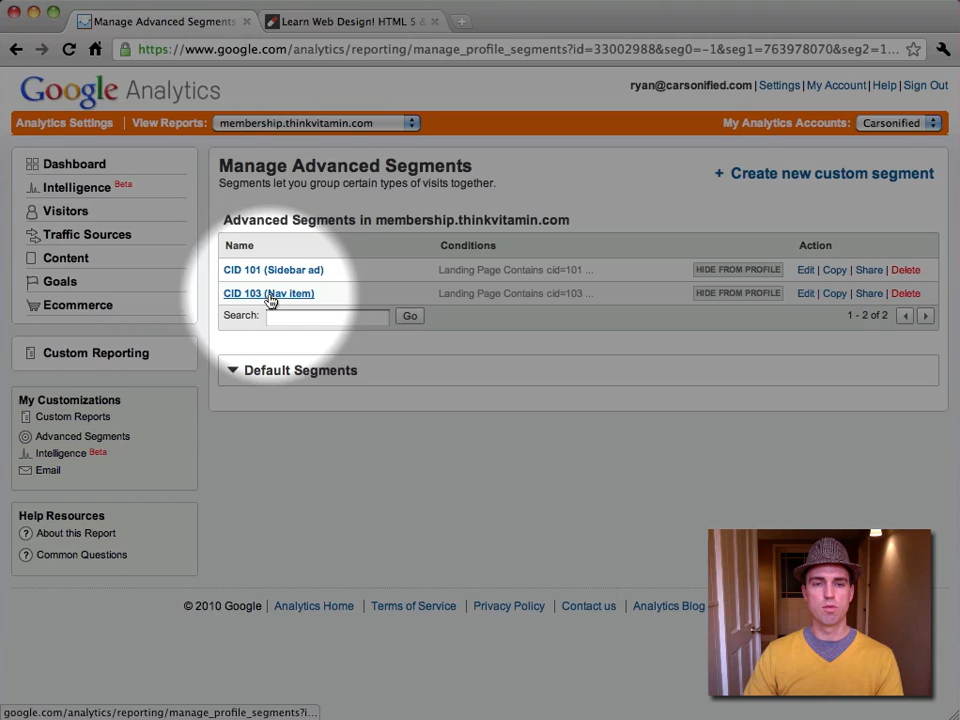 Manage Advanced Segments
Learn Web Design! HTML 5 &
https://www.google.com/analytics/reporting/manage_profile_segments?id=33002988&seg0=-1&seg1=763978070&seg2=1...
Google Analytics
ryan@carsonified.com | Settings | My Account | Help | Sign Out
Analytics Settings | View Reports: membership.thinkvitamin.com
My Analytics Accounts: Carsonified
Dashboard
Intelligence Beta
Visitors
Traffic Sources
Content
Goals
Ecommerce
Custom Reporting
My Customizations
Custom Reports
Advanced Segments
Intelligence Beta
Email
Help Resources
About this Report
Common Questions
Manage Advanced Segments
Segments let you group certain types of visits together.
+ Create new custom segment
Advanced Segments in membership.thinkvitamin.com
Name Conditions Action
CID 101 (Sidebar ad) Landing Page Contains cid=101 ... HIDE FROM PROFILE Edit | Copy | Share | Delete
CID 103 (Nav item) Landing Page Contains cid=103 ... HIDE FROM PROFILE Edit | Copy | Share | Delete
Search: Go 1 - 2 of 2
Default Segments
© 2010 Google | Analytics Home | Terms of Service | Privacy Policy | Contact us | Analytics Blog
google.com/analytics/reporting/manage_profile_segments?i...